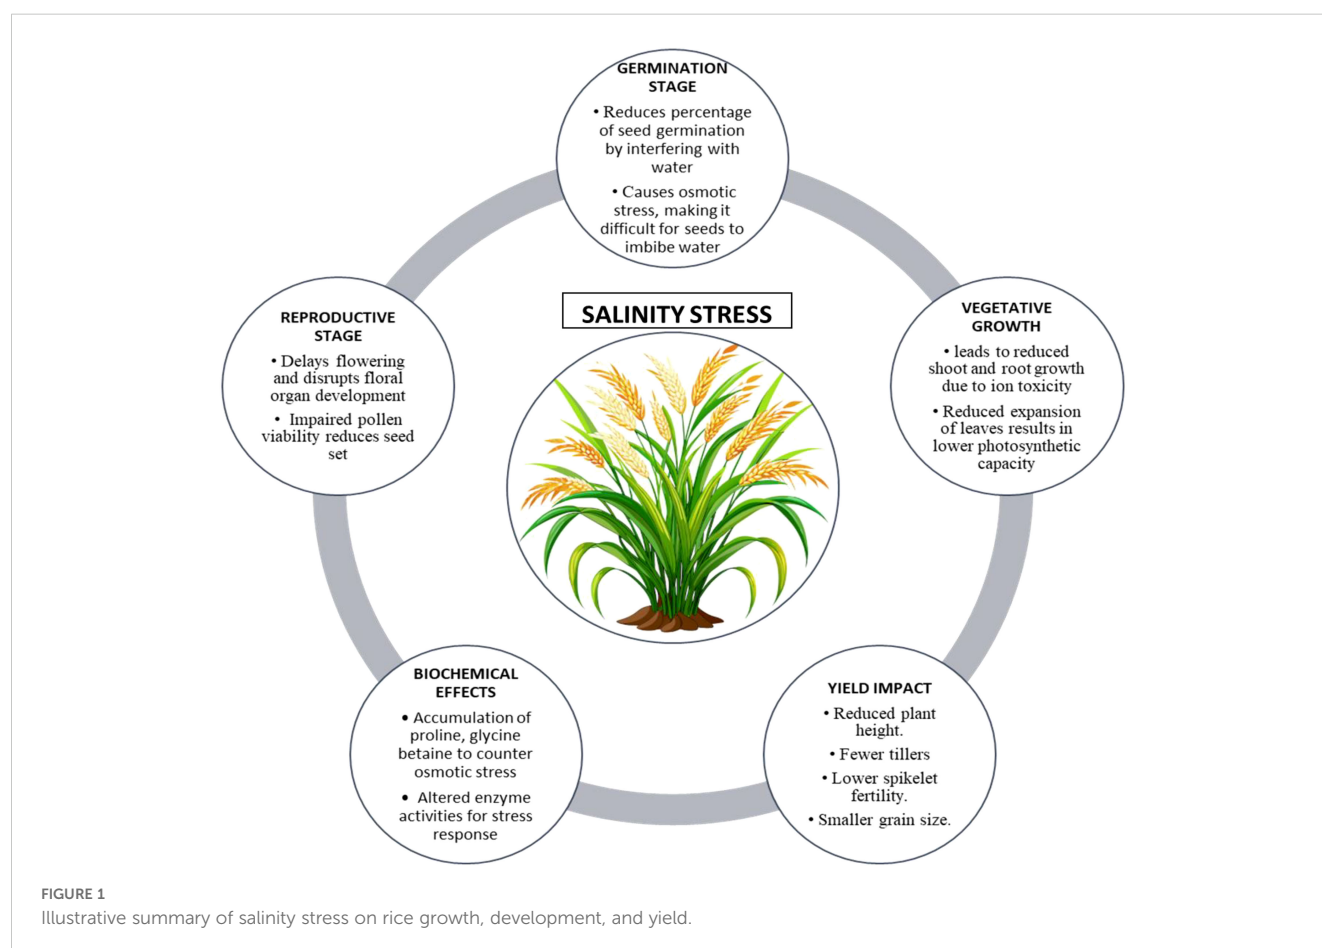 GERMINATION
STAGE
• Reduces percentage
of seed germination
by interfering with
water
• Causes osmotic
stress, making it
difficult for seeds to
imbibe water
VEGETATIVE
GROWTH
• leads to reduced
shoot and root growth
due to ion toxicity
• Reduced expansion
of leaves results in
lower photosynthetic
capacity
YIELD IMPACT
• Reduced plant
height.
• Fewer tillers
• Lower spikelet
fertility.
• Smaller grain size.
BIOCHEMICAL
EFFECTS
• Accumulation of
proline, glycine
betaine to counter
osmotic stress
• Altered enzyme
activities for stress
response
REPRODUCTIVE
STAGE
• Delays flowering
and disrupts floral
organ development
• Impaired pollen
viability reduces seed
set
SALINITY STRESS
FIGURE 1
Illustrative summary of salinity stress on rice growth, development, and yield.